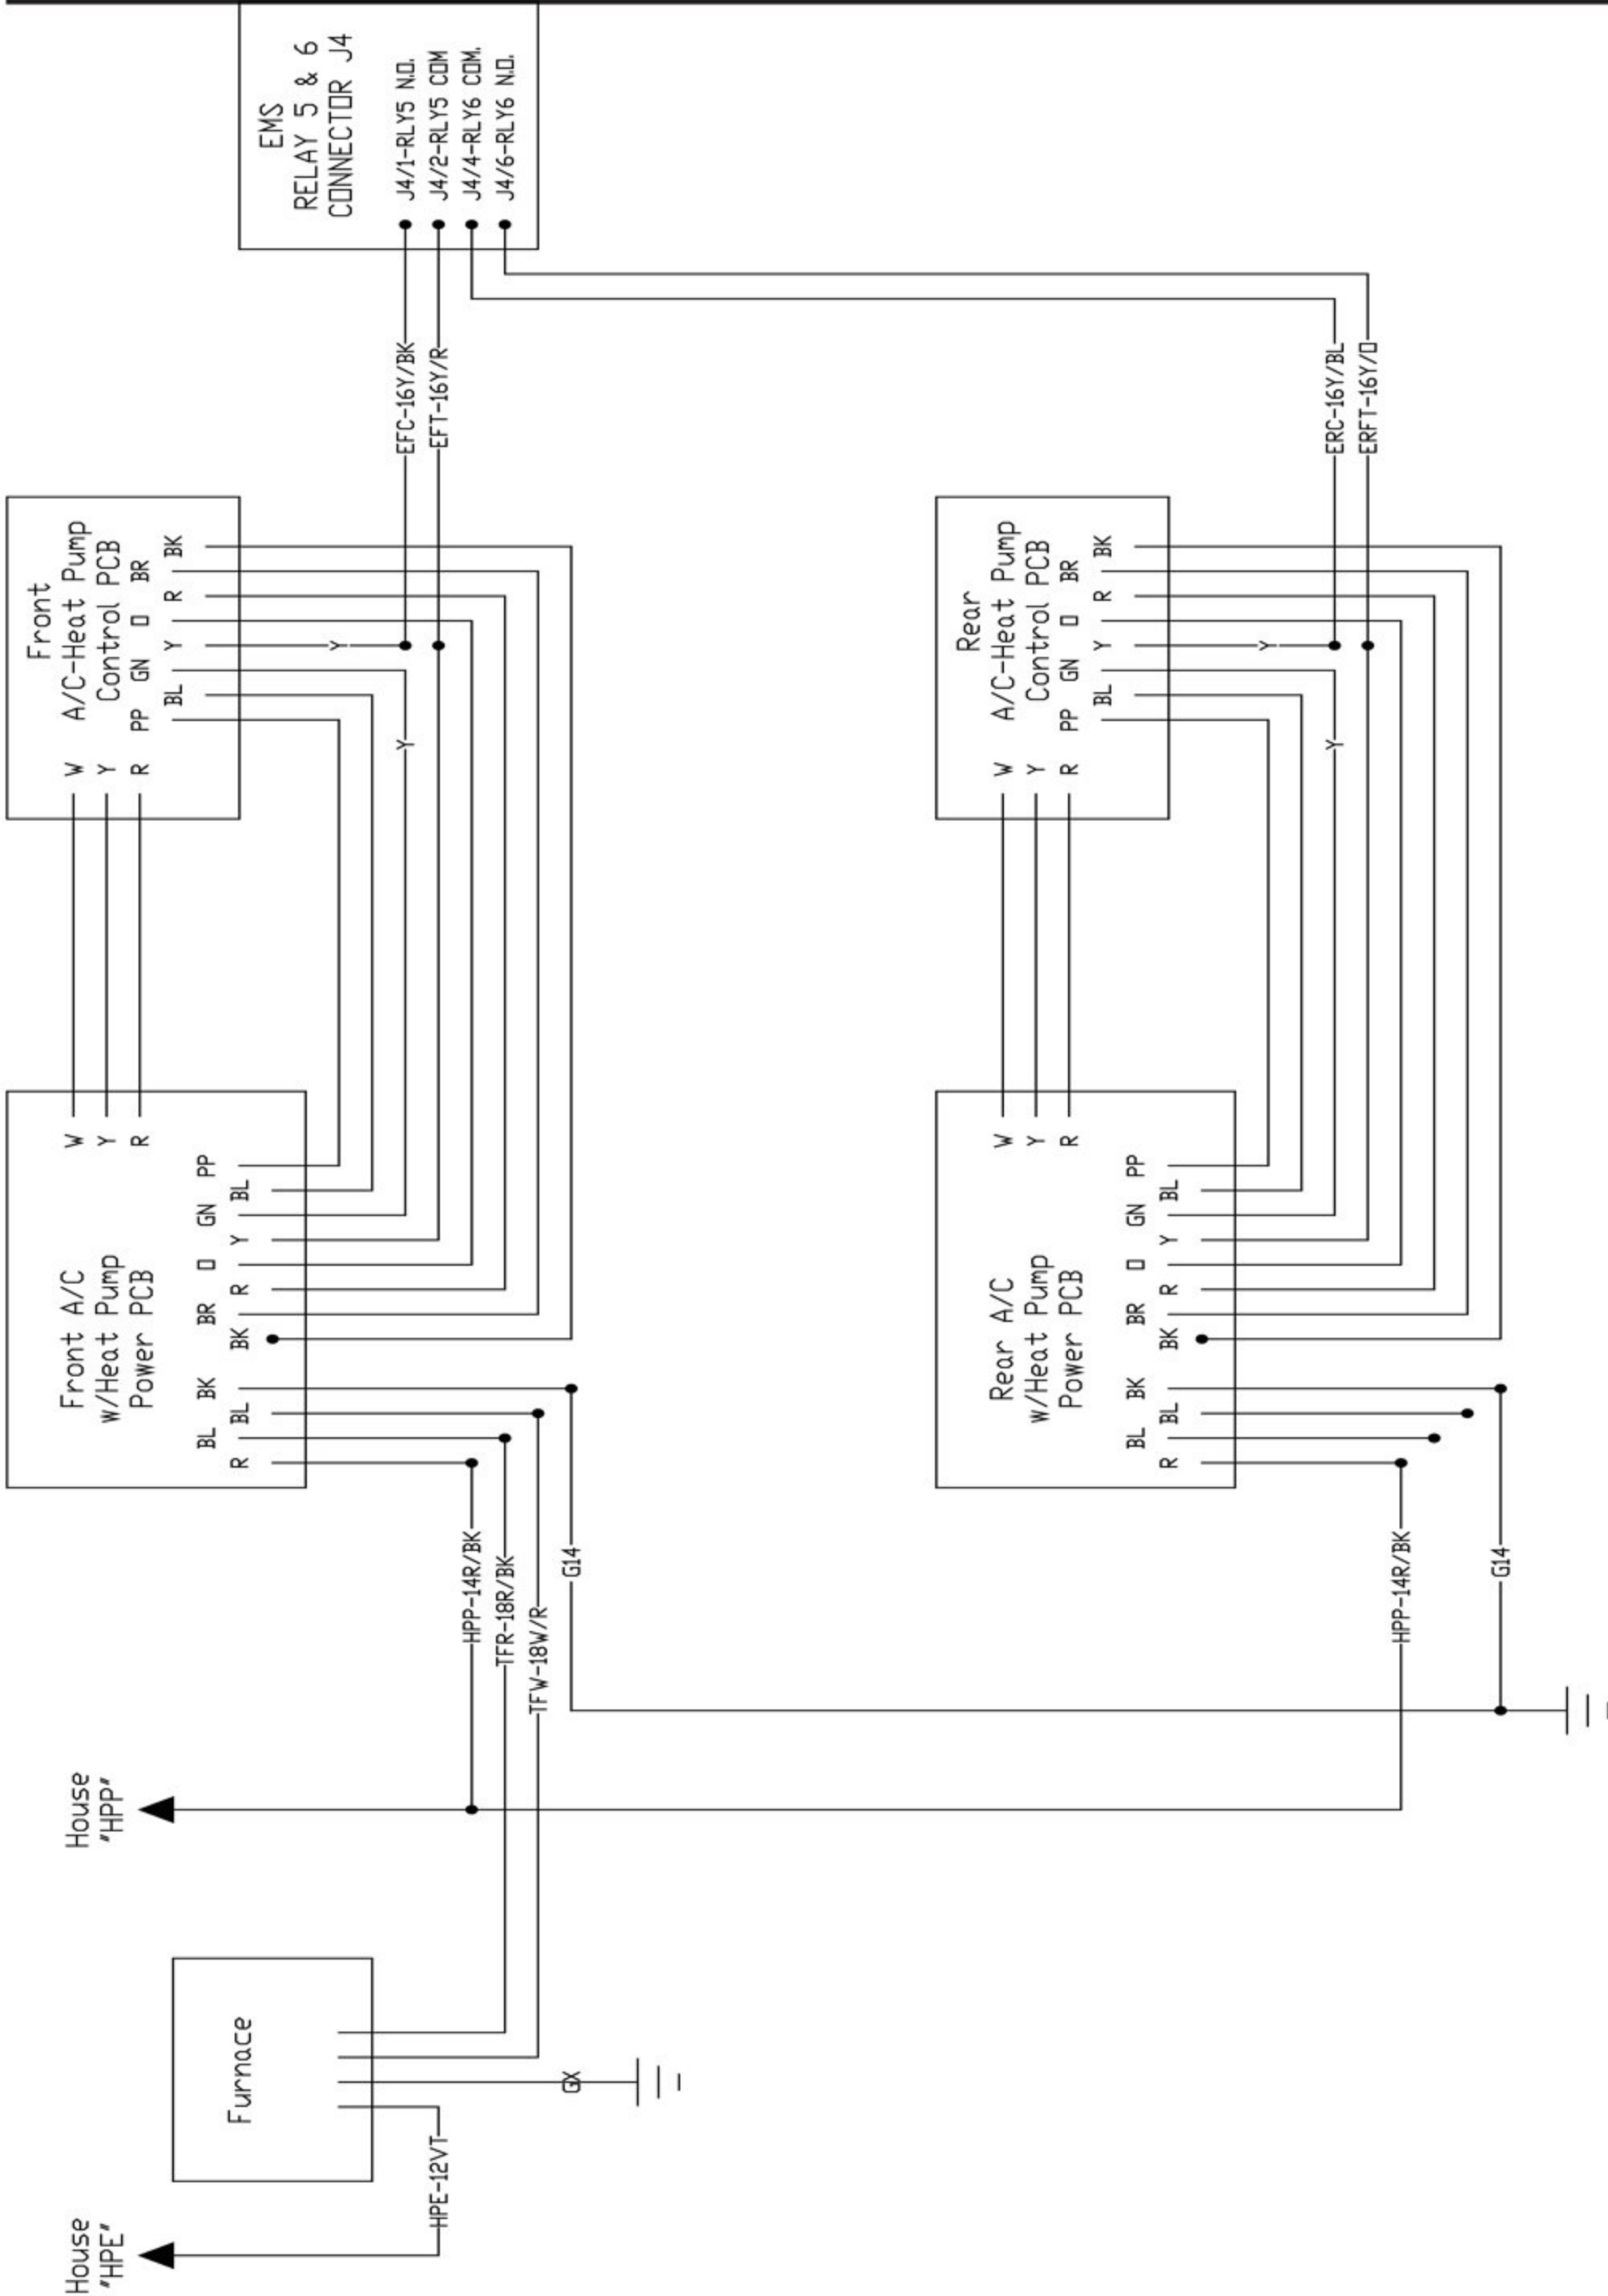 House
"HPE"
Furnace
HPE-12VT
GX
House
"HPP"
HPP-14R/BK
TFR-18R/BK
TFW-18W/R
G14
Front A/C
w/Heat Pump
Power PCB
R
BL
BL
BK
BK
BR
R
O
Y
GN
BL
PP
W
Y
R
Front
A/C-Heat Pump
Control PCB
W
Y
R
PP
BL
GN
Y
O
R
BR
BK
Y
Y
EFC-16Y/BK
EFT-16Y/R
EMS
RELAY 5 & 6
CONNECTOR J4
J4/1-RLY5 N.O.
J4/2-RLY5 COM
J4/4-RLY6 COM.
J4/6-RLY6 N.O.
HPP-14R/BK
G14
Rear A/C
w/Heat Pump
Power PCB
R
BL
BL
BK
BK
BR
R
O
Y
GN
BL
PP
W
Y
R
Rear
A/C-Heat Pump
Control PCB
W
Y
R
PP
BL
GN
Y
O
R
BR
BK
Y
Y
ERC-16Y/BL
ERFT-16Y/O